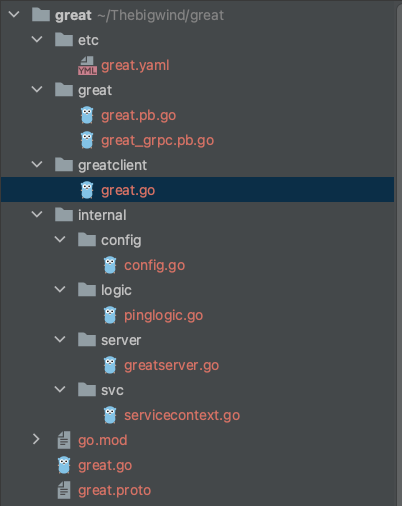 great ~/Thebigwind/great
etc
YML great.yaml
great
great.pb.go
great_grpc.pb.go
greatclient
great.go
internal
config
config.go
logic
pinglogic.go
server
greatserver.go
svc
servicecontext.go
go.mod
great.go
great.proto